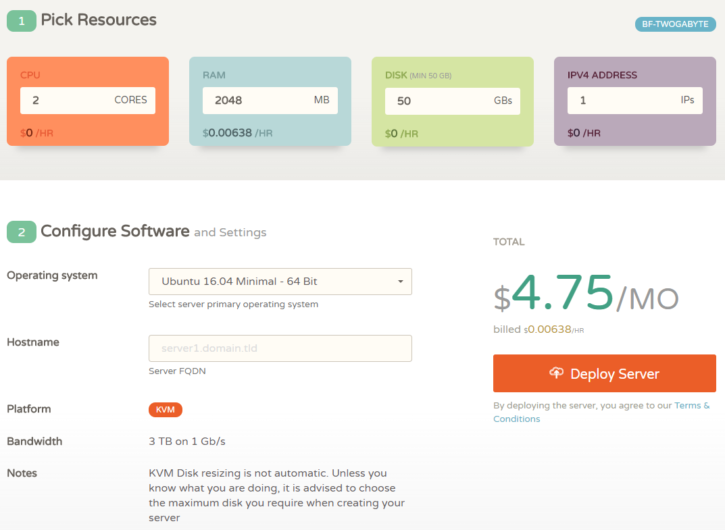 1 Pick Resources
BF-TWOGABYTE
CPU
2 CORES
$0 /HR
RAM
2048 MB
$0.00638 /HR
DISK (MIN 50 GB)
50 GBs
$0 /HR
IPV4 ADDRESS
1 IPs
$0 /HR
2 Configure Software and Settings
Operating system
Ubuntu 16.04 Minimal - 64 Bit
Select server primary operating system
Hostname
server1.domain.tld
Server FQDN
Platform
KVM
Bandwidth
3 TB on 1 Gb/s
Notes
KVM Disk resizing is not automatic. Unless you
know what you are doing, it is advised to choose
the maximum disk you require when creating your
server
TOTAL
$4.75/MO
billed $0.00638/HR
Deploy Server
By deploying the server, you agree to our Terms &
Conditions